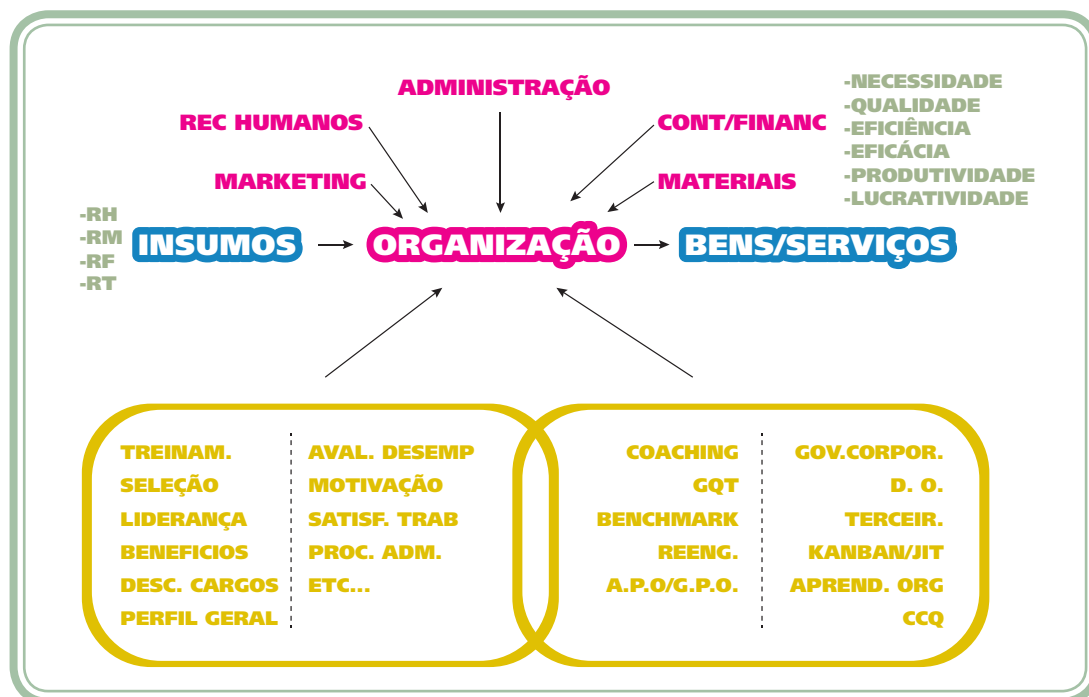 ADMINISTRAÇÃO
REC HUMANOS
CONT/FINANC
MARKETING
MATERIAIS
-NECESSIDADE
-QUALIDADE
-EFICIÊNCIA
-EFICÁCIA
-PRODUTIVIDADE
-LUCRATIVIDADE
-RH
-RM
-RF
-RT
INSUMOS
ORGANIZAÇÃO
BENS/SERVIÇOS
TREINAM.
SELEÇÃO
LIDERANÇA
BENEFICIOS
DESC. CARGOS
PERFIL GERAL
AVAL. DESEMP
MOTIVAÇÃO
SATISF. TRAB
PROC. ADM.
ETC...
COACHING
GQT
BENCHMARK
REENG.
A.P.O/G.P.O.
GOV.CORPOR.
D. O.
TERCEIR.
KANBAN/JIT
APREND. ORG
CCQ